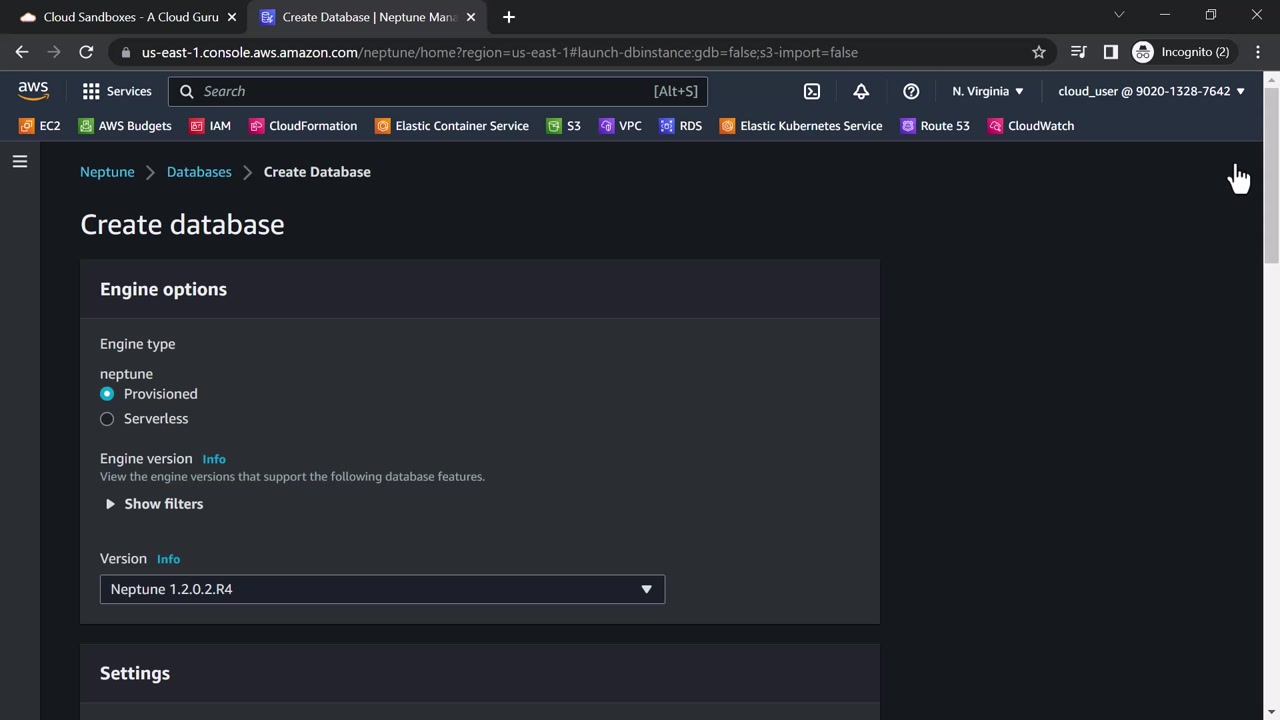 Cloud Sandboxes - A Cloud Guru
Create Database | Neptune Mana
us-east-1.console.aws.amazon.com/neptune/home?region=us-east-1#launch-dbinstance:gdb=false;s3-import=false
Incognito (2)
aws
Services
Search
[Alt+S]
N. Virginia
cloud_user @ 9020-1328-7642
EC2
AWS Budgets
IAM
CloudFormation
Elastic Container Service
S3
VPC
RDS
Elastic Kubernetes Service
Route 53
CloudWatch
Neptune
Databases
Create Database
Create database
Engine options
Engine type
neptune
Provisioned
Serverless
Engine version Info
View the engine versions that support the following database features.
Show filters
Version Info
Neptune 1.2.0.2.R4
Settings